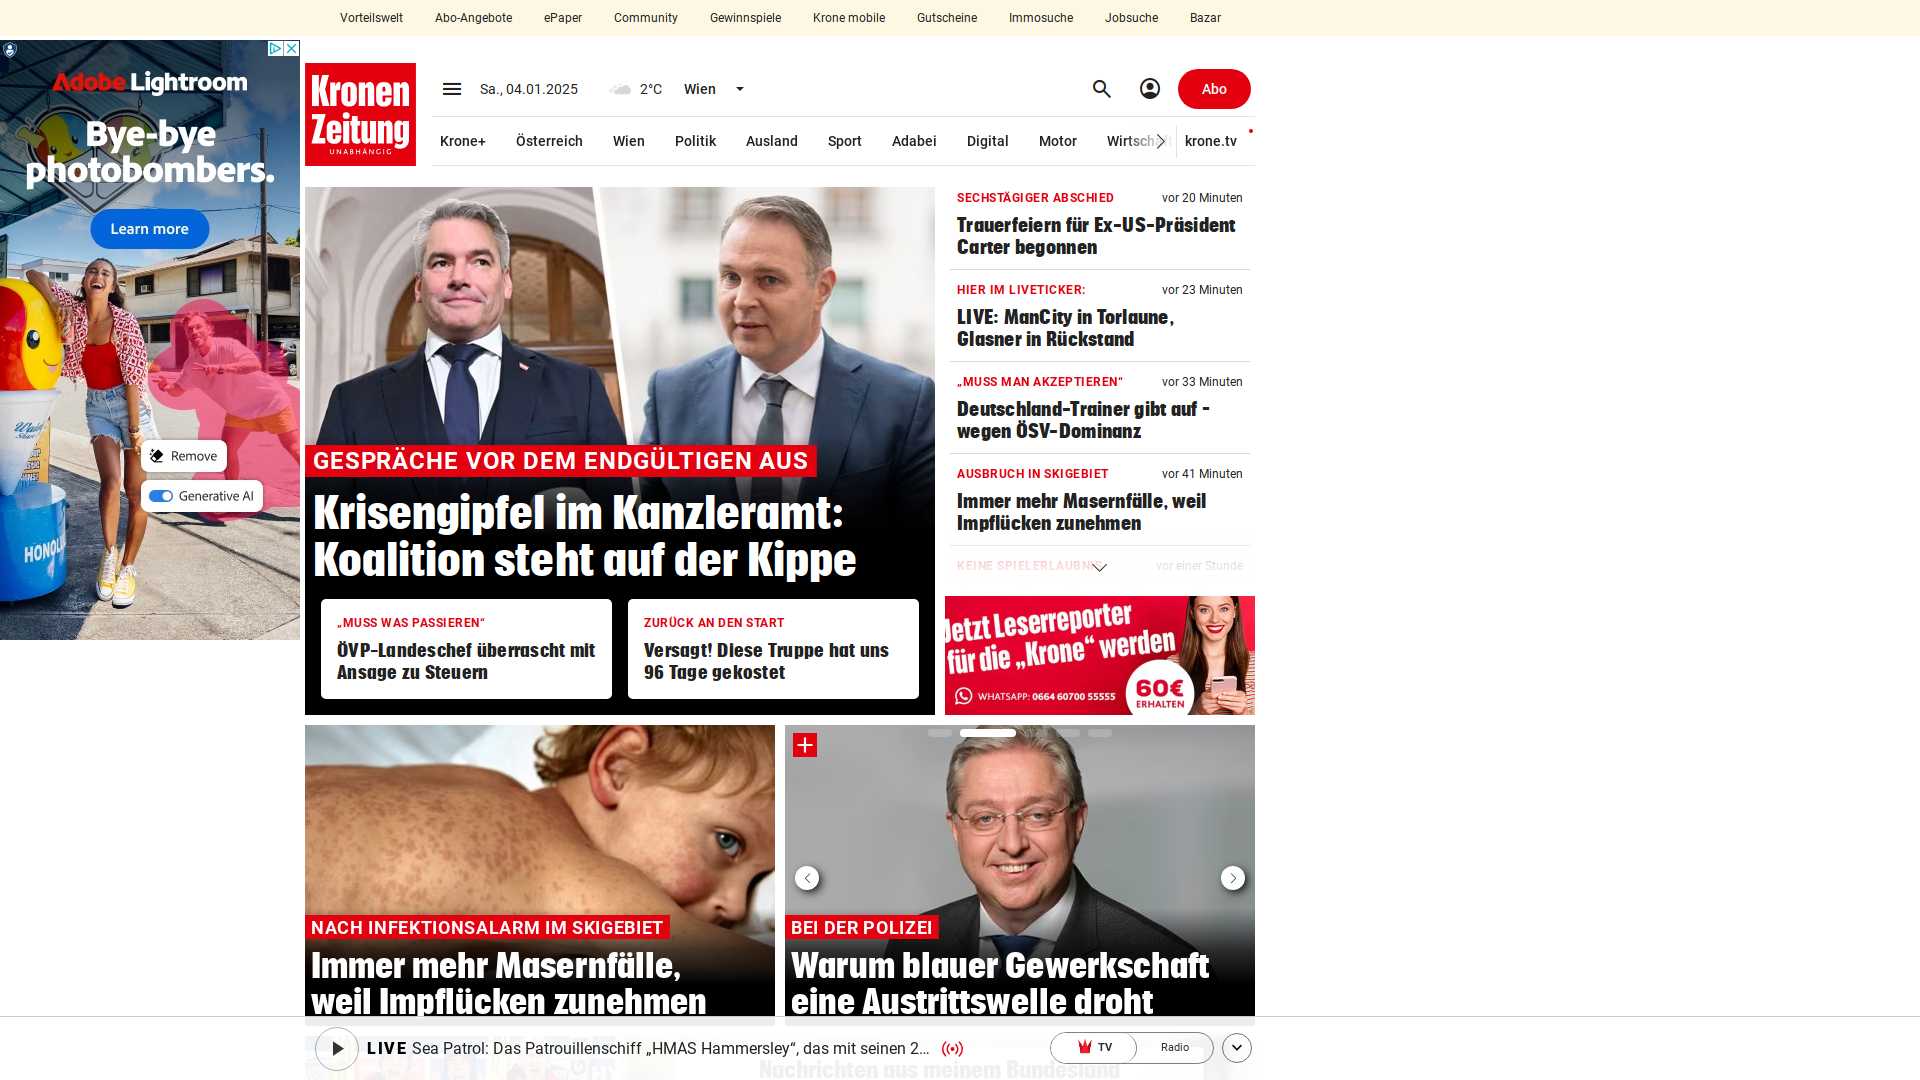 Vorteilswelt
Abo-Angebote
ePaper
Community
Gewinnspiele
Krone mobile
Gutscheine
Immosuche
Jobsuche
Bazar
Adobe Lightroom
Bye-bye
photobombers.
Learn more
Remove
Generative AI
Kronen
Zeitung
UNABHÄNGIG
Sa., 04.01.2025
2°C
Wien
Abo
Krone+
Österreich
Wien
Politik
Ausland
Sport
Adabei
Digital
Motor
Wirtschaft
krone.tv
GESPRÄCHE VOR DEM ENDGÜLTIGEN AUS
Krisengipfel im Kanzleramt:
Koalition steht auf der Kippe
„MUSS WAS PASSIEREN“
ÖVP-Landeschef überrascht mit
Ansage zu Steuern
ZURÜCK AN DEN START
Versagt! Diese Truppe hat uns
96 Tage gekostet
SECHSTÄGIGER ABSCHIED
vor 20 Minuten
Trauerfeiern für Ex-US-Präsident
Carter begonnen
HIER IM LIVETICKER:
vor 23 Minuten
LIVE: ManCity in Torlaune,
Glasner in Rückstand
„MUSS MAN AKZEPTIEREN“
vor 33 Minuten
Deutschland-Trainer gibt auf –
wegen ÖSV-Dominanz
AUSBRUCH IN SKIGEBIET
vor 41 Minuten
Immer mehr Masernfälle, weil
Impflücken zunehmen
KEINE SPIELERLAUBNIS
vor einer Stunde
Jetzt Leserreporter
für die „Krone“ werden
WHATSAPP: 0664 60700 55555
60€
ERHALTEN
NACH INFEKTIONSALARM IM SKIGEBIET
Immer mehr Masernfälle,
weil Impflücken zunehmen
BEI DER POLIZEI
Warum blauer Gewerkschaft
eine Austrittswelle droht
LIVE Sea Patrol: Das Patrouillenschiff „HMAS Hammersley“, das mit seinen 2...
TV
Radio
Nachrichten aus meinem Bundesland